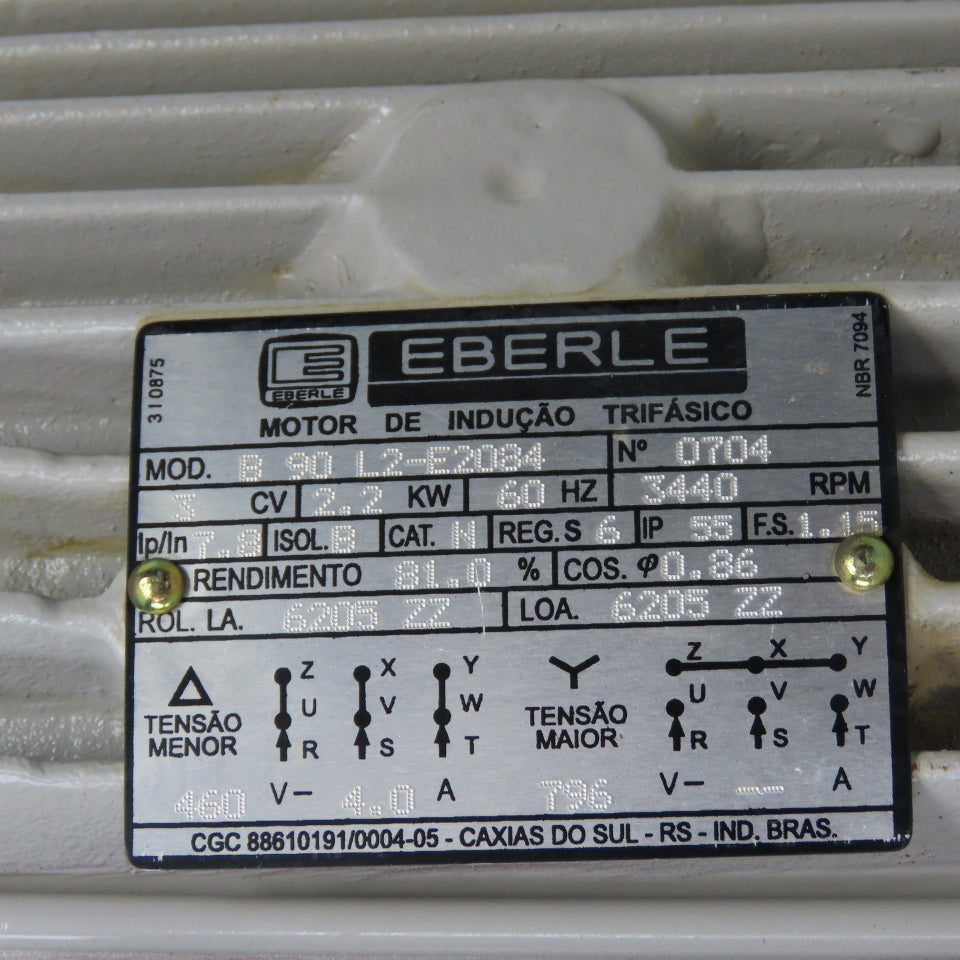 310875
EBERLE
EBERLE
NBR 7094
MOTOR DE INDUÇÃO TRIFÁSICO
MOD. B 90 L2-E2084 Nº 0704
3 CV 2.2 KW 60 HZ 3440 RPM
Ip/In 7.8 ISOL. B CAT. N REG. S 6 IP 55 F.S. 1.15
RENDIMENTO 81.0 % COS. φ 0.86
ROL. LA. 6205 ZZ LOA. 6205 ZZ
Z X Y Z X Y
U V W U V W
TENSÃO MENOR R S T TENSÃO MAIOR R S T
460 V~ 4.0 A 796 V~ -- A
CGC 88610191/0004-05 - CAXIAS DO SUL - RS - IND. BRAS.